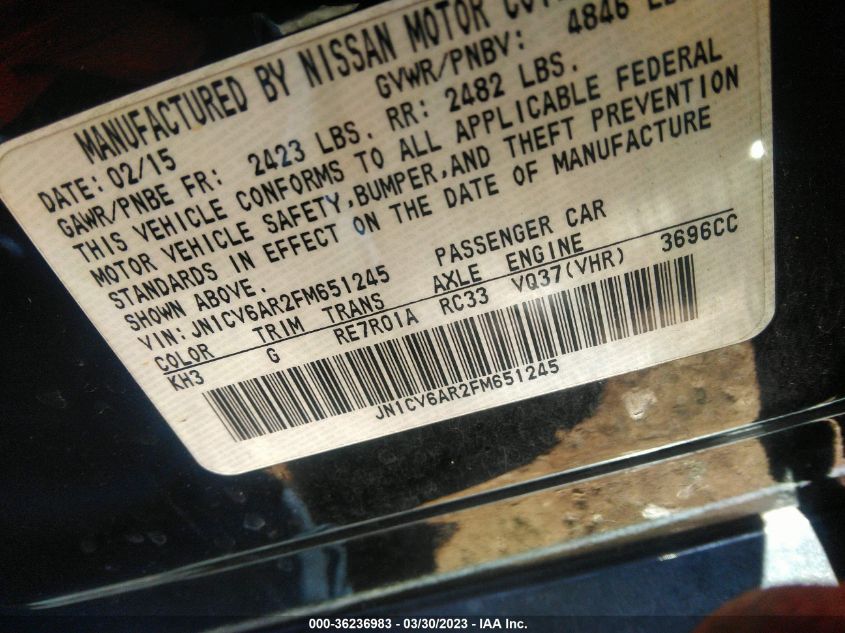 MANUFACTURED BY NISSAN MOTOR
DATE: 02/15 GVWR/PNBV: 4846
GAWR/PNBE FR: 2423 LBS. RR: 2482 LBS.
THIS VEHICLE CONFORMS TO ALL APPLICABLE FEDERAL
MOTOR VEHICLE SAFETY,BUMPER,AND THEFT PREVENTION
STANDARDS IN EFFECT ON THE DATE OF MANUFACTURE
SHOWN ABOVE.
VIN: JN1CV6AR2FM651245 PASSENGER CAR
COLOR TRIM TRANS AXLE ENGINE 3696CC
KH3 G RE7R01A RC33 VQ37(VHR)
JN1CV6AR2FM651245
000-36236983 - 03/30/2023 - IAA Inc.